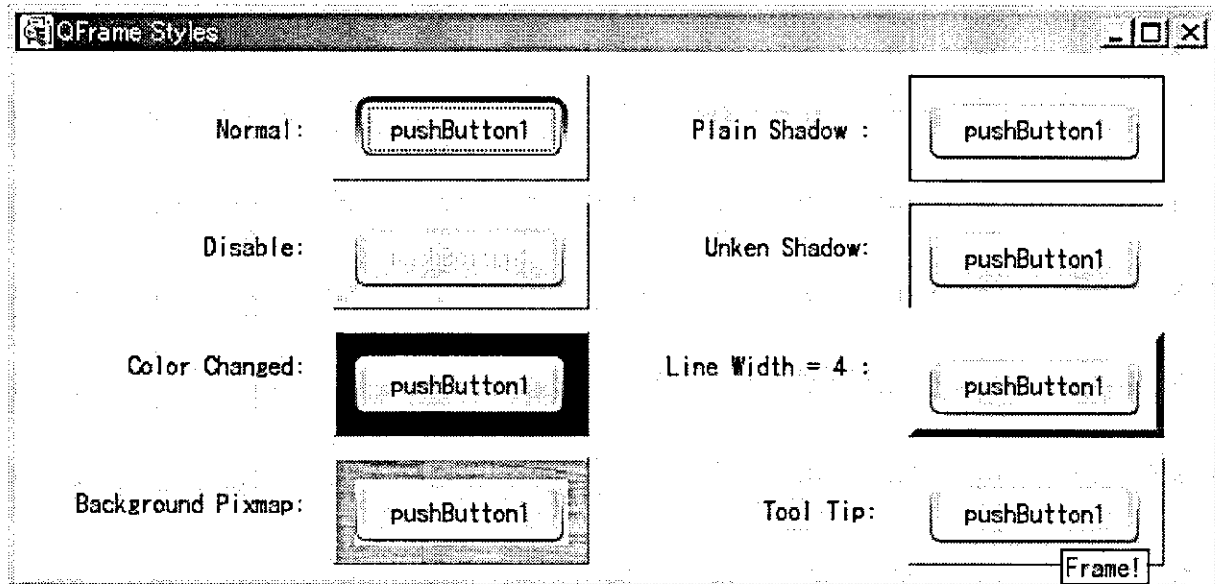 QFrame Styles
Normal: pushButton1 Plain Shadow : pushButton1
Disable: pushButton1 Unken Shadow: pushButton1
Color Changed: pushButton1 Line Width = 4 : pushButton1
Background Pixmap: pushButton1 Tool Tip: pushButton1
Frame!